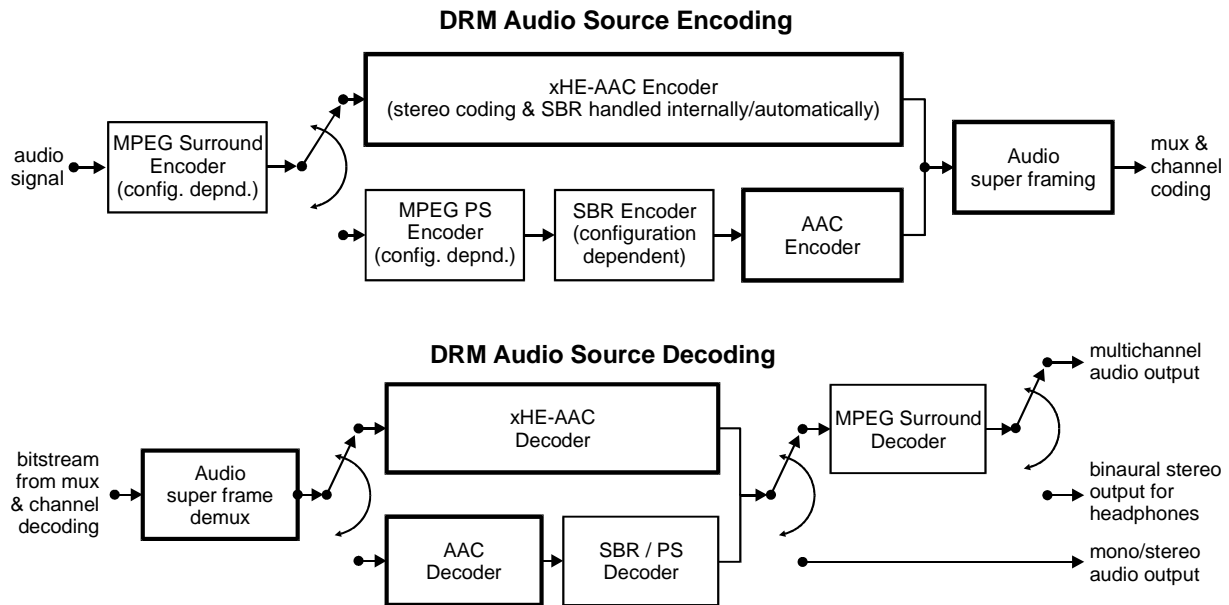 DRM Audio Source Encoding
xHE-AAC Encoder
(stereo coding & SBR handled internally/automatically)
audio
signal
MPEG Surround
Encoder
(config. depnd.)
MPEG PS
Encoder
(config. depnd.)
SBR Encoder
(configuration
dependent)
AAC
Encoder
Audio
super framing
mux &
channel
coding
DRM Audio Source Decoding
bitstream
from mux
& channel
decoding
Audio
super frame
demux
xHE-AAC
Decoder
AAC
Decoder
SBR / PS
Decoder
MPEG Surround
Decoder
multichannel
audio output
binaural stereo
output for
headphones
mono/stereo
audio output